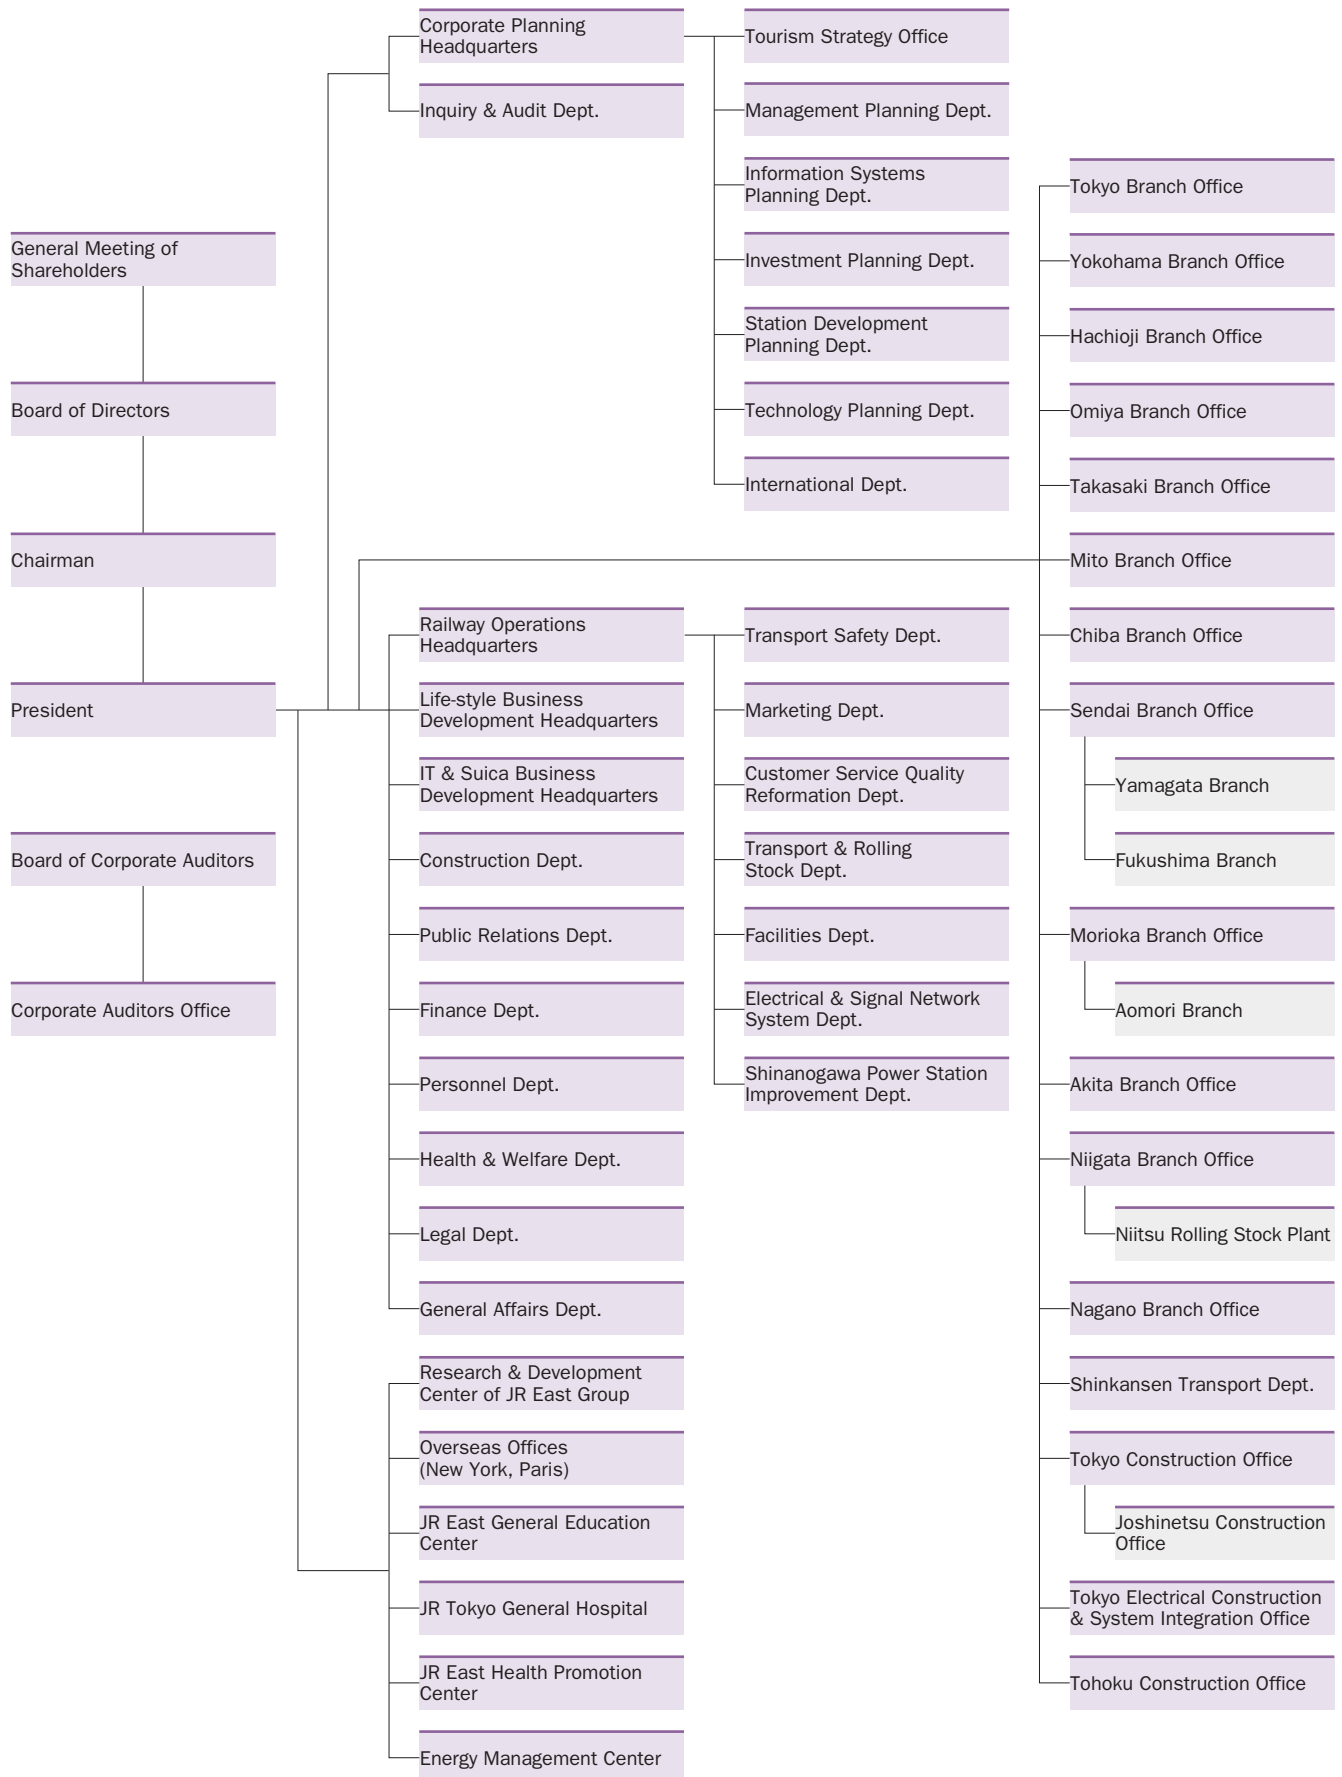 General Meeting of
Shareholders
Board of Directors
Chairman
President
Board of Corporate Auditors
Corporate Auditors Office
Corporate Planning
Headquarters
Inquiry & Audit Dept.
Tourism Strategy Office
Management Planning Dept.
Information Systems
Planning Dept.
Investment Planning Dept.
Station Development
Planning Dept.
Technology Planning Dept.
International Dept.
Railway Operations
Headquarters
Life-style Business
Development Headquarters
IT & Suica Business
Development Headquarters
Construction Dept.
Public Relations Dept.
Finance Dept.
Personnel Dept.
Health & Welfare Dept.
Legal Dept.
General Affairs Dept.
Research & Development
Center of JR East Group
Overseas Offices
(New York, Paris)
JR East General Education
Center
JR Tokyo General Hospital
JR East Health Promotion
Center
Energy Management Center
Transport Safety Dept.
Marketing Dept.
Customer Service Quality
Reformation Dept.
Transport & Rolling
Stock Dept.
Facilities Dept.
Electrical & Signal Network
System Dept.
Shinanogawa Power Station
Improvement Dept.
Tokyo Branch Office
Yokohama Branch Office
Hachioji Branch Office
Omiya Branch Office
Takasaki Branch Office
Mito Branch Office
Chiba Branch Office
Sendai Branch Office
Yamagata Branch
Fukushima Branch
Morioka Branch Office
Aomori Branch
Akita Branch Office
Niigata Branch Office
Niitsu Rolling Stock Plant
Nagano Branch Office
Shinkansen Transport Dept.
Tokyo Construction Office
Joshinetsu Construction
Office
Tokyo Electrical Construction
& System Integration Office
Tohoku Construction Office